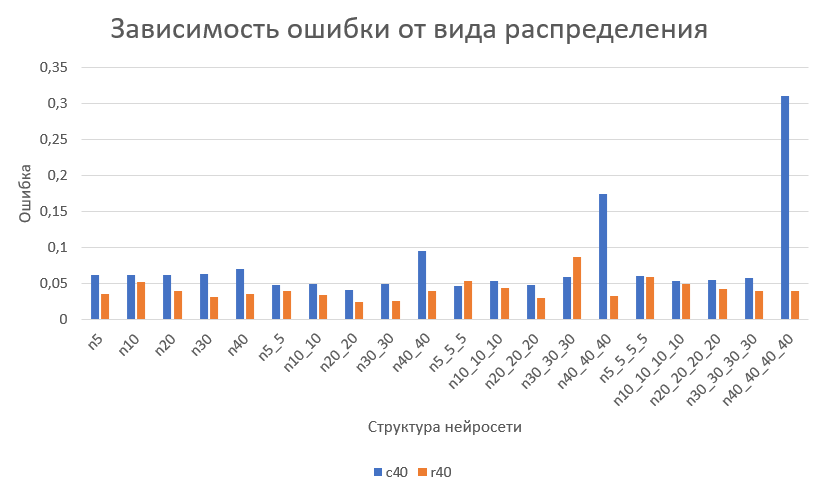 Зависимость ошибки от вида распределения
0,35
0,3
0,25
0,2
0,15
0,1
0,05
0
Ошибка
n5
n10
n20
n30
n40
n5_5
n10_10
n20_20
n30_30
n40_40
n5_5_5
n10_10_10
n20_20_20
n30_30_30
n40_40_40
n5_5_5_5
n10_10_10_10
n20_20_20_20
n30_30_30_30
n40_40_40_40
Структура нейросети
c40
r40